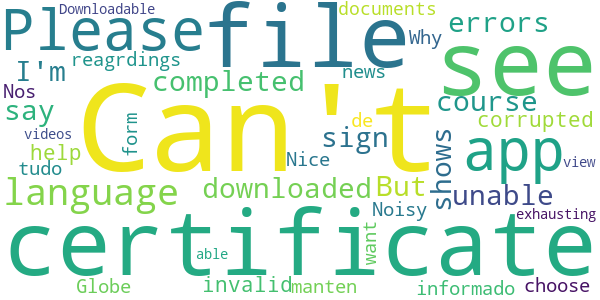 Downloadable documents
Please file Why errors
I'm reagrdings news see
Nos completed course
say Can't de corrupted
form sign shows app
videos help Nice view
tudo language downloaded But unable
Noisy exhausting
certificate want
able
Globe invalid manten informado choose